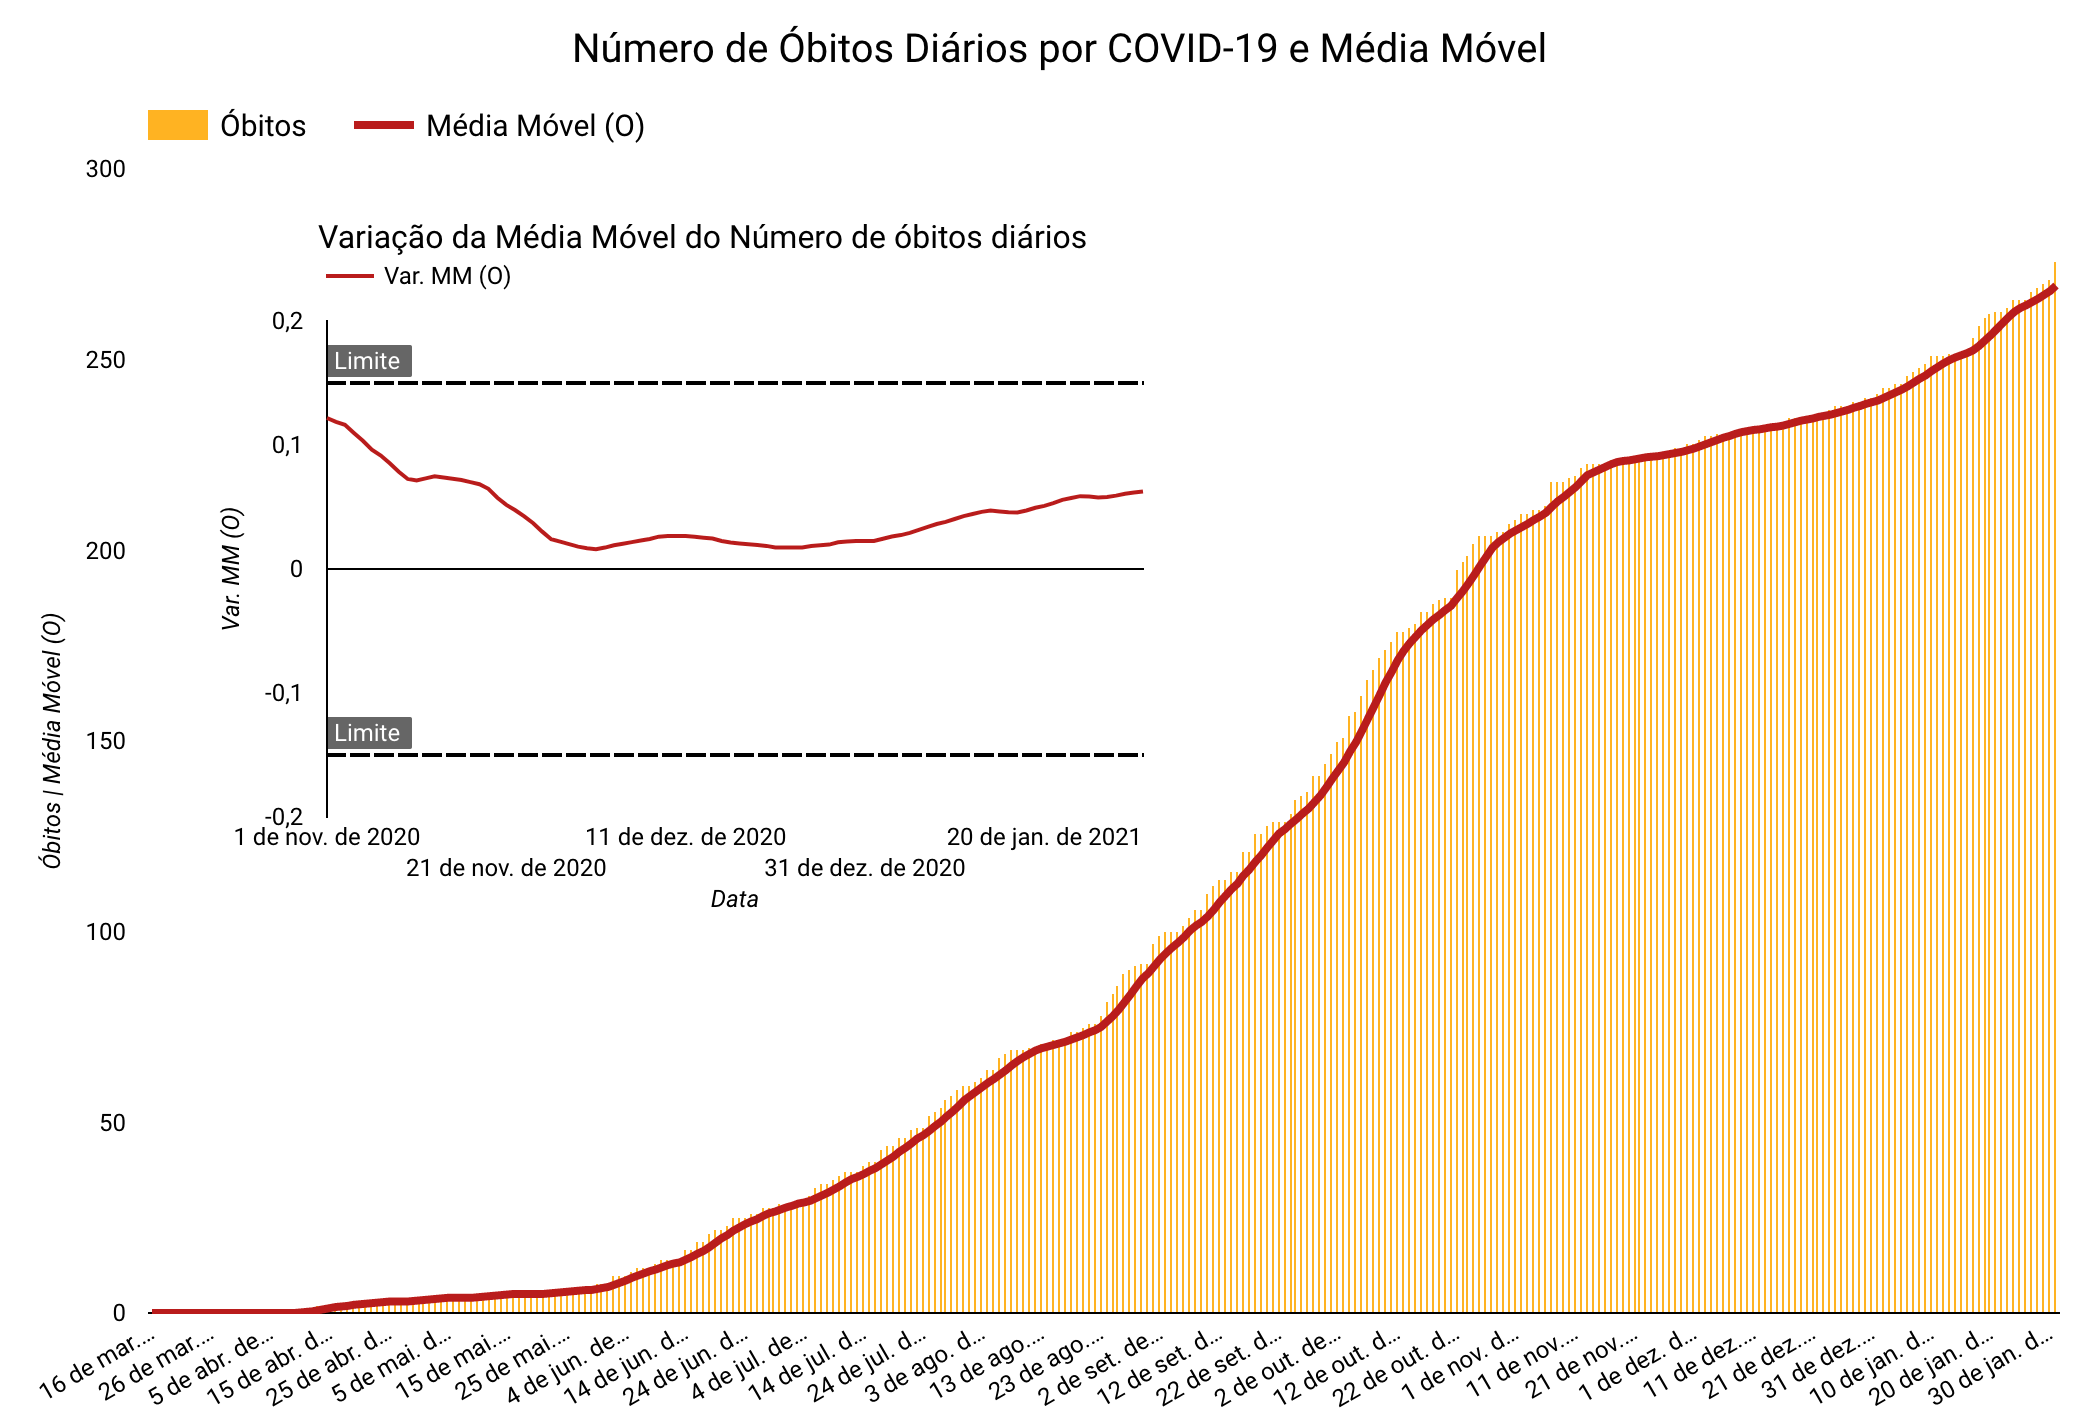 Número de Óbitos Diários por COVID-19 e Média Móvel
Óbitos
Média Móvel (O)
300
250
200
150
100
50
0
Óbitos | Média Móvel (O)
Variação da Média Móvel do Número de óbitos diários
Var. MM (O)
0,2
0,1
0
-0,1
-0,2
Var. MM (O)
Limite
Limite
1 de nov. de 2020
21 de nov. de 2020
11 de dez. de 2020
31 de dez. de 2020
20 de jan. de 2021
Data
16 de mar.…
26 de mar.…
5 de abr. de…
15 de abr. d…
25 de abr. d…
5 de mai. d…
15 de mai.…
25 de mai.…
4 de jun. de…
14 de jun. d…
24 de jun. d…
4 de jul. de…
14 de jul. d…
24 de jul. d…
3 de ago. d…
13 de ago.…
23 de ago.…
2 de set. de…
12 de set. d…
22 de set. d…
2 de out. de…
12 de out. d…
22 de out. d…
1 de nov. d…
11 de nov.…
21 de nov.…
1 de dez. d…
11 de dez.…
21 de dez.…
31 de dez.…
10 de jan. d…
20 de jan. d…
30 de jan. d…